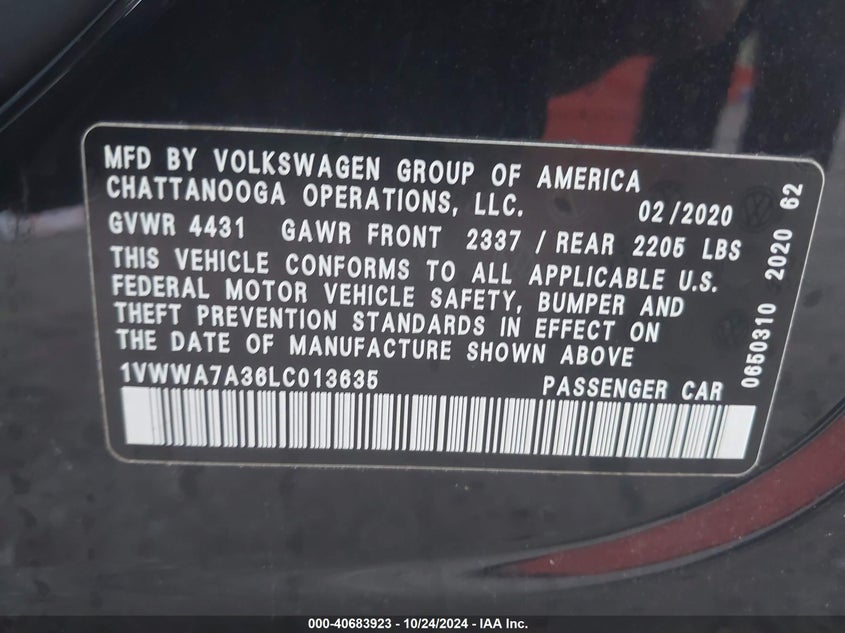 MFD BY VOLKSWAGEN GROUP OF AMERICA
CHATTANOOGA OPERATIONS, LLC. 02/2020
GVWR 4431 GAWR FRONT 2337 / REAR 2205 LBS
THIS VEHICLE CONFORMS TO ALL APPLICABLE U.S.
FEDERAL MOTOR VEHICLE SAFETY, BUMPER AND
THEFT PREVENTION STANDARDS IN EFFECT ON
THE DATE OF MANUFACTURE SHOWN ABOVE
1VWWA7A36LC013635 PASSENGER CAR
0650310 2020 62
000-40683923 - 10/24/2024 - IAA Inc.